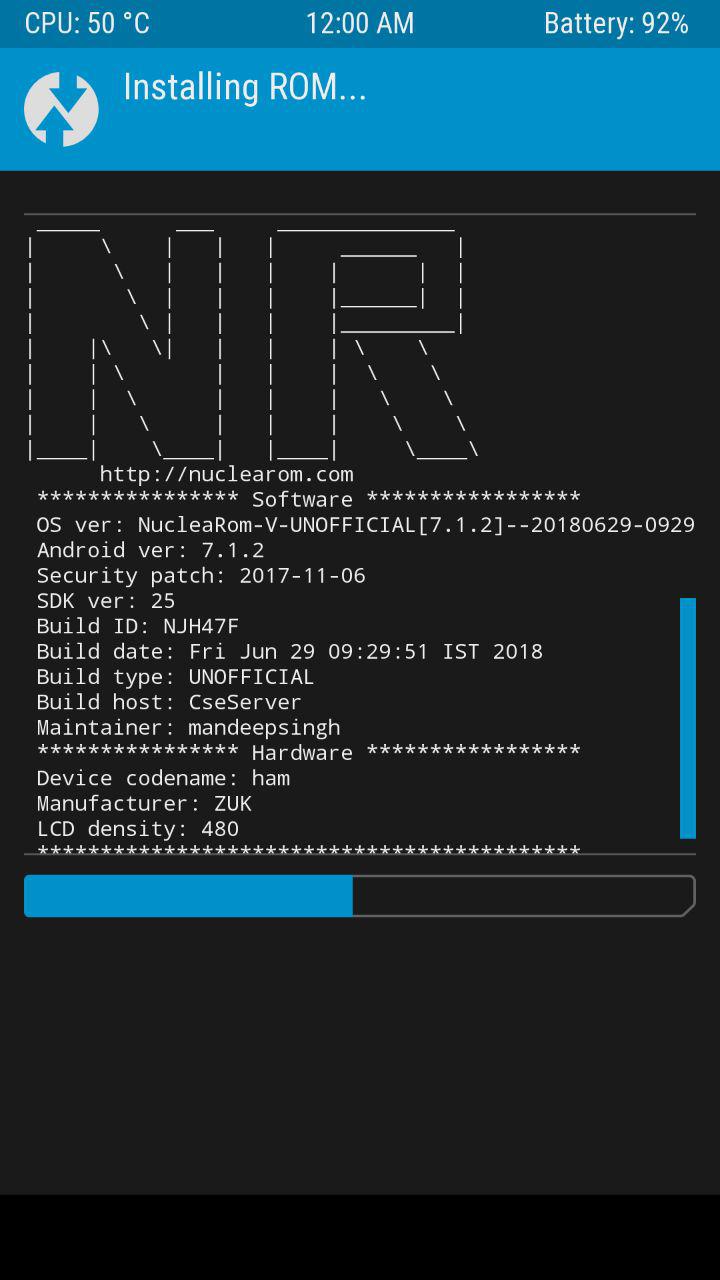 CPU: 50 °C 12:00 AM Battery: 92%
Installing ROM...
http://nuclearom.com
**************** Software *****************
OS ver: NucleaRom-V-UNOFFICIAL[7.1.2]--20180629-0929
Android ver: 7.1.2
Security patch: 2017-11-06
SDK ver: 25
Build ID: NJH47F
Build date: Fri Jun 29 09:29:51 IST 2018
Build type: UNOFFICIAL
Build host: CseServer
Maintainer: mandeepsingh
**************** Hardware *****************
Device codename: ham
Manufacturer: ZUK
LCD density: 480
*******************************************